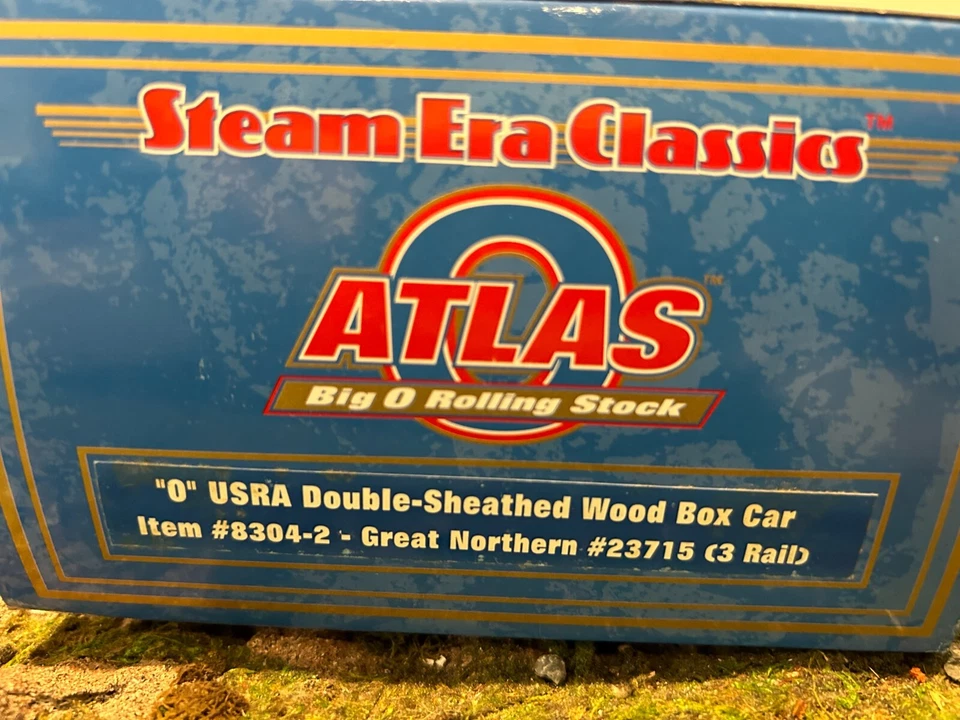 Steam Era Classics™
ATLAS™
O
Big O Rolling Stock
"O" USRA Double-Sheathed Wood Box Car
Item #8304-2 - Great Northern #23715 (3 Rail)